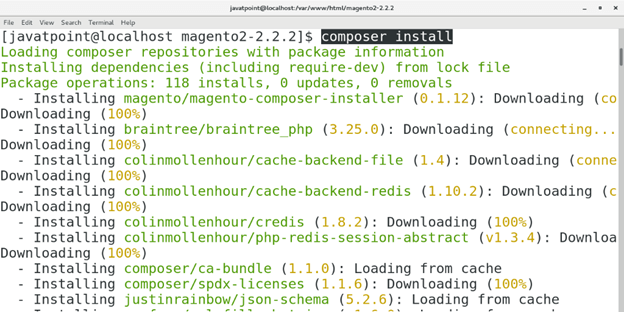 javatpoint@localhost:/var/www/html/magento2-2.2.2
File Edit View Search Terminal Help
[javatpoint@localhost magento2-2.2.2]$ composer install
Loading composer repositories with package information
Installing dependencies (including require-dev) from lock file
Package operations: 118 installs, 0 updates, 0 removals
- Installing magento/magento-composer-installer (0.1.12): Downloading (co
Downloading (100%)
- Installing braintree/braintree_php (3.25.0): Downloading (connecting...
Downloading (100%)
- Installing colinmollenhour/cache-backend-file (1.4): Downloading (conne
Downloading (100%)
- Installing colinmollenhour/cache-backend-redis (1.10.2): Downloading (c
Downloading (100%)
- Installing colinmollenhour/credis (1.8.2): Downloading (100%)
- Installing colinmollenhour/php-redis-session-abstract (v1.3.4): Downloa
Downloading (100%)
- Installing composer/ca-bundle (1.1.0): Loading from cache
- Installing composer/spdx-licenses (1.1.6): Downloading (100%)
- Installing justinrainbow/json-schema (5.2.6): Loading from cache